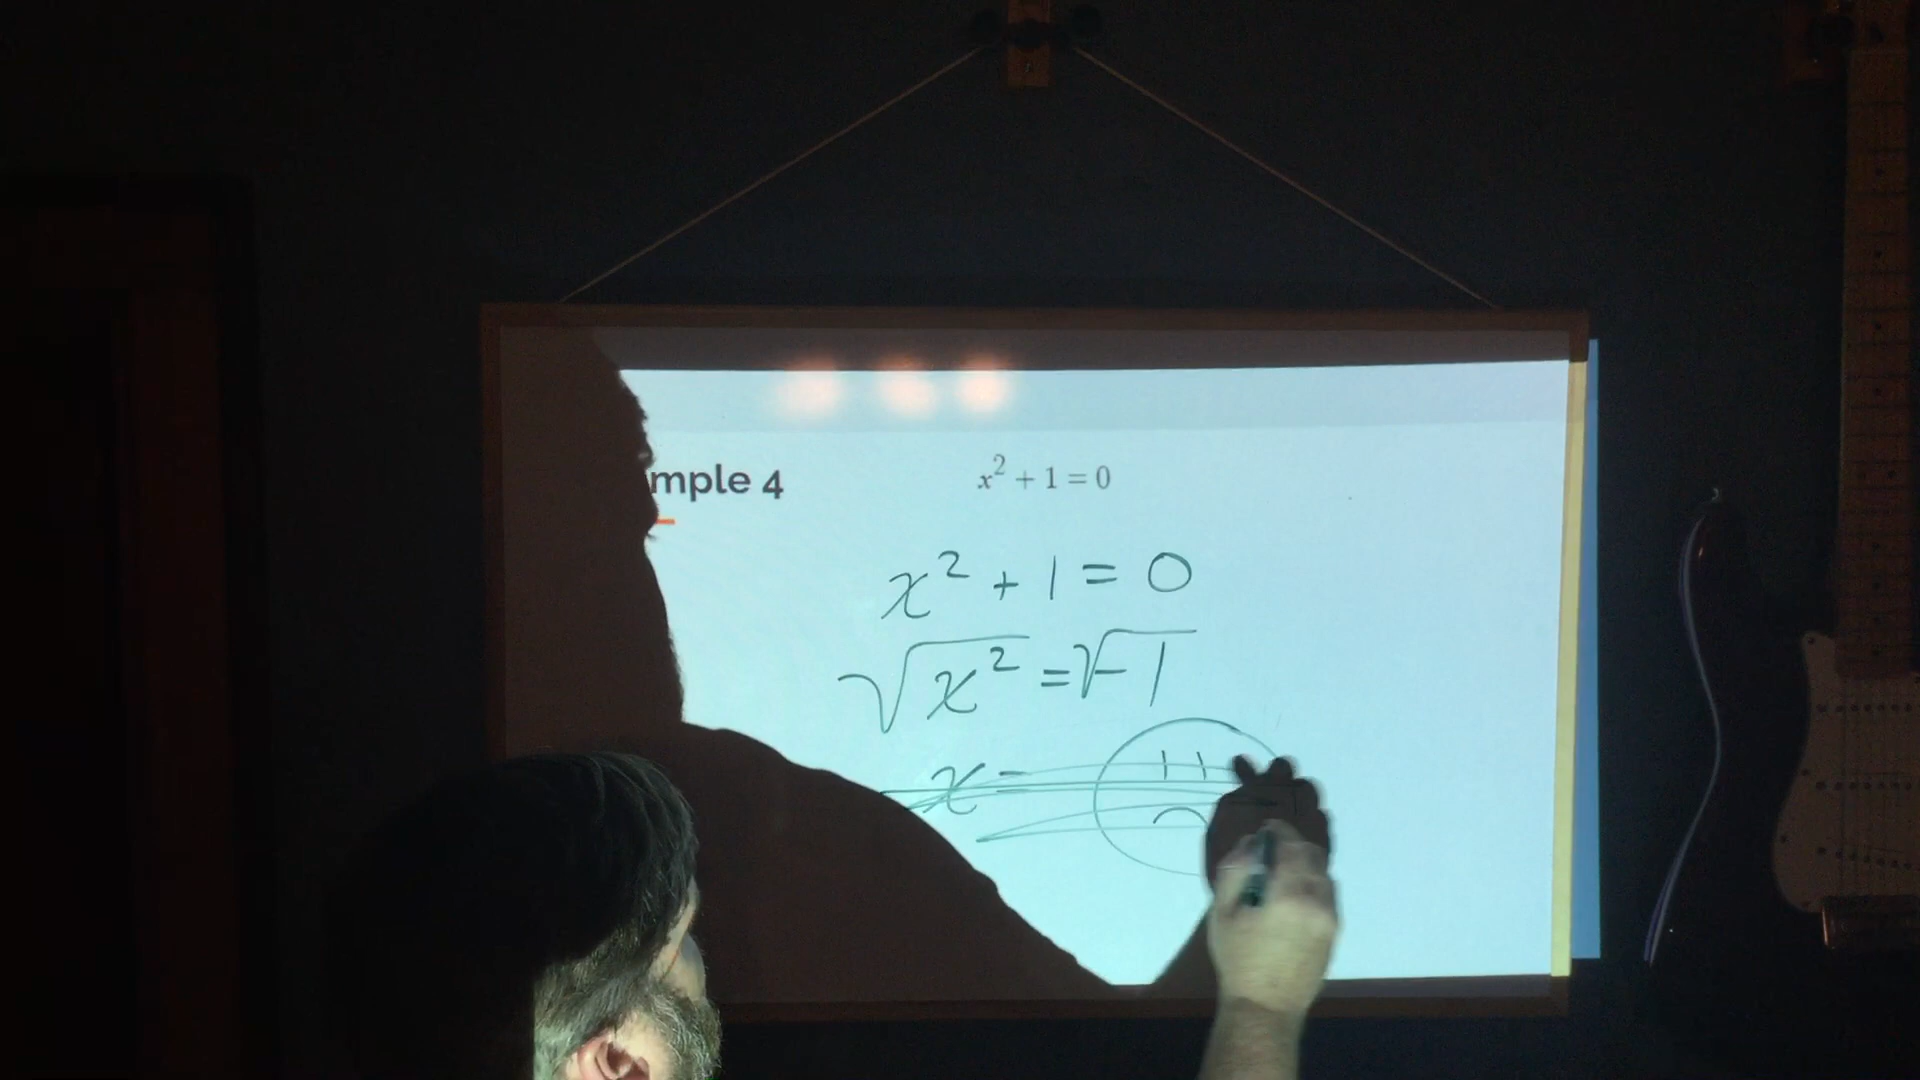 mple 4
x² + 1 = 0
x² + 1 = 0
√x² = √-1
x =